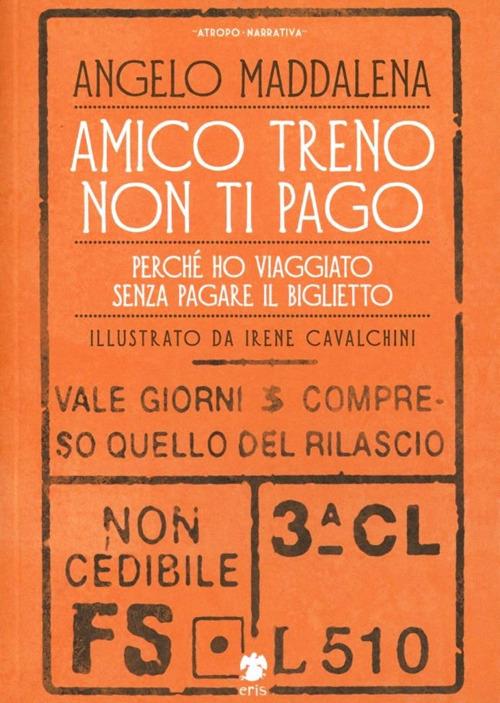 ~ATROPO·NARRATIVA~
ANGELO MADDALENA
AMICO TRENO
NON TI PAGO
PERCHÉ HO VIAGGIATO
SENZA PAGARE IL BIGLIETTO
ILLUSTRATO DA IRENE CAVALCHINI
VALE GIORNI 3 COMPRE-
SO QUELLO DEL RILASCIO
NON
CEDIBILE
3ᴬCL
FS
L 510
eris